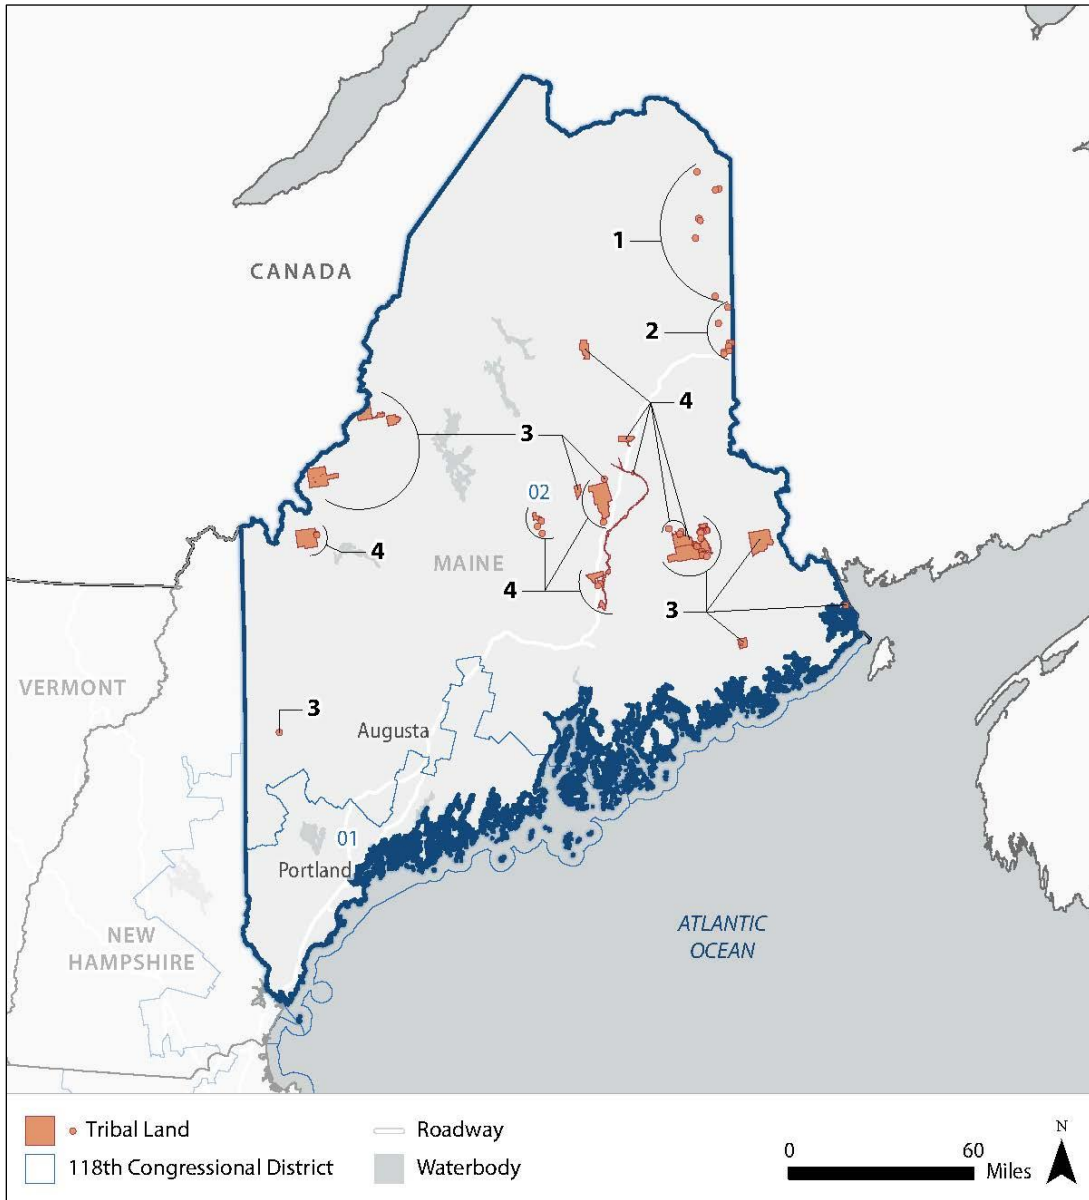 1
CANADA
2
4
3
02
4
MAINE
4
3
VERMONT
3
Augusta
01
Portland
ATLANTIC
OCEAN
NEW
HAMPSHIRE
Tribal Land
Roadway
118th Congressional District
Waterbody
0
60
Miles
N